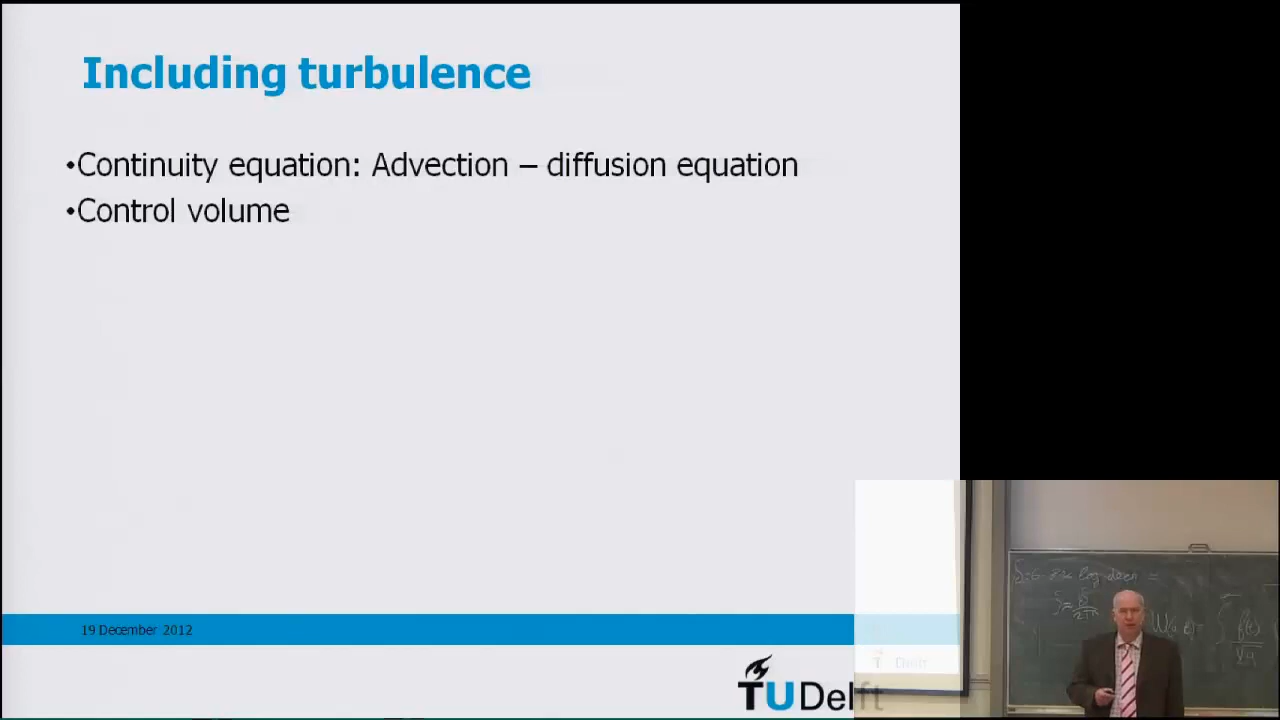 Including turbulence
•Continuity equation: Advection – diffusion equation
•Control volume
19 December 2012
TUDelft